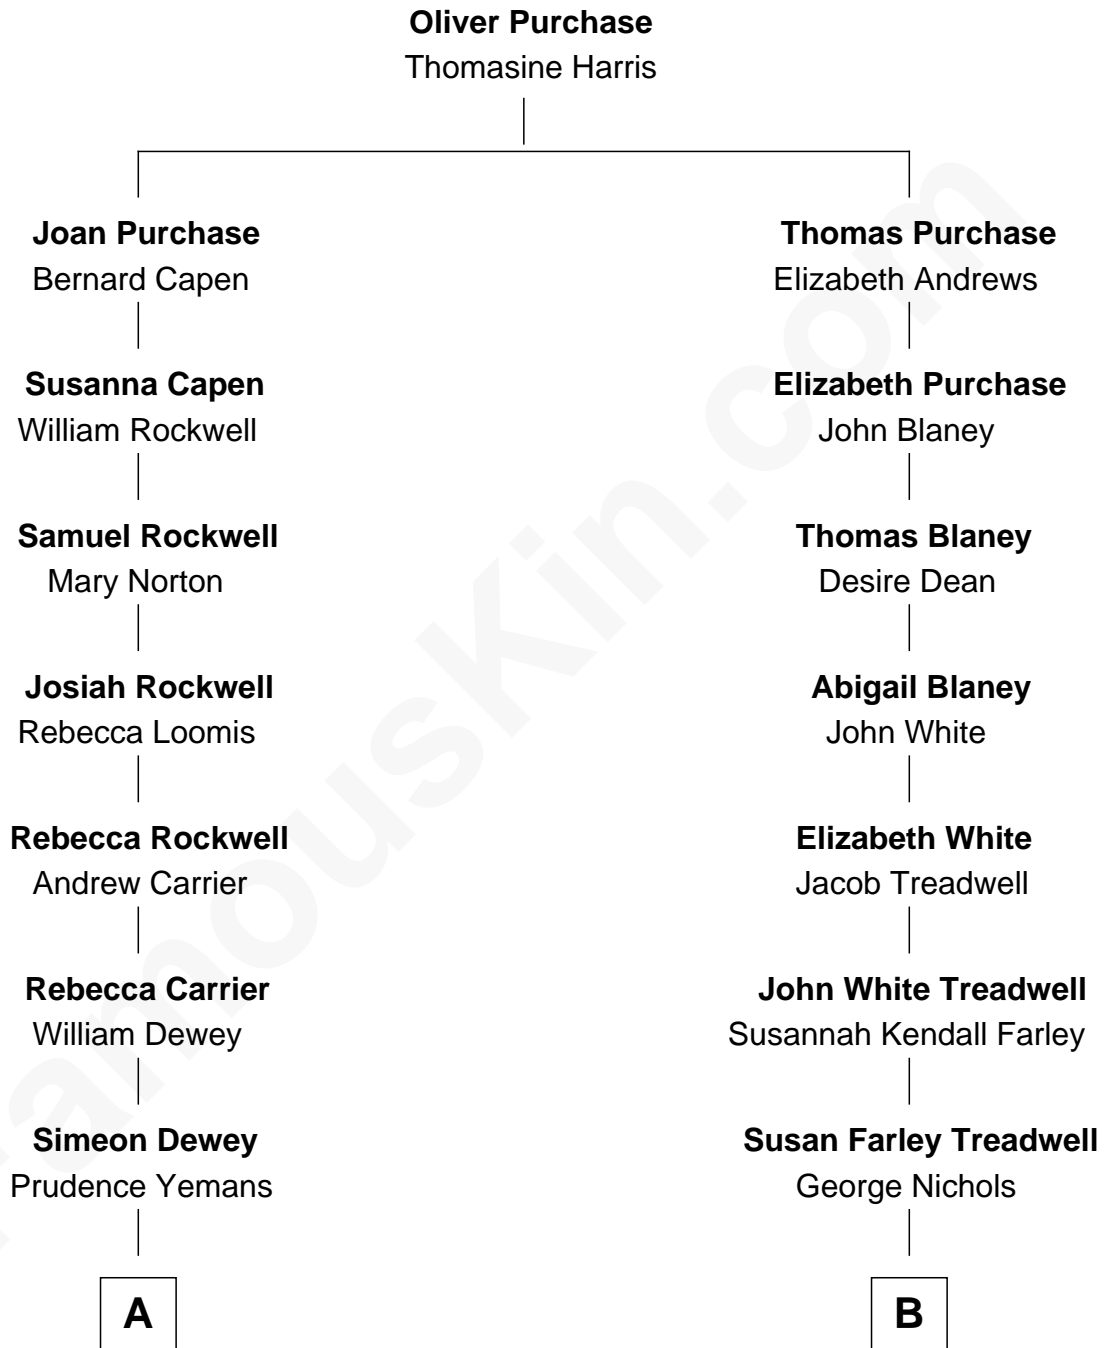 Oliver Purchase
Thomasine Harris
Joan Purchase
Bernard Capen
Susanna Capen
William Rockwell
Samuel Rockwell
Mary Norton
Josiah Rockwell
Rebecca Loomis
Rebecca Rockwell
Andrew Carrier
Rebecca Carrier
William Dewey
Simeon Dewey
Prudence Yemans
A
Thomas Purchase
Elizabeth Andrews
Elizabeth Purchase
John Blaney
Thomas Blaney
Desire Dean
Abigail Blaney
John White
Elizabeth White
Jacob Treadwell
John White Treadwell
Susannah Kendall Farley
Susan Farley Treadwell
George Nichols
B
FamousKin.com